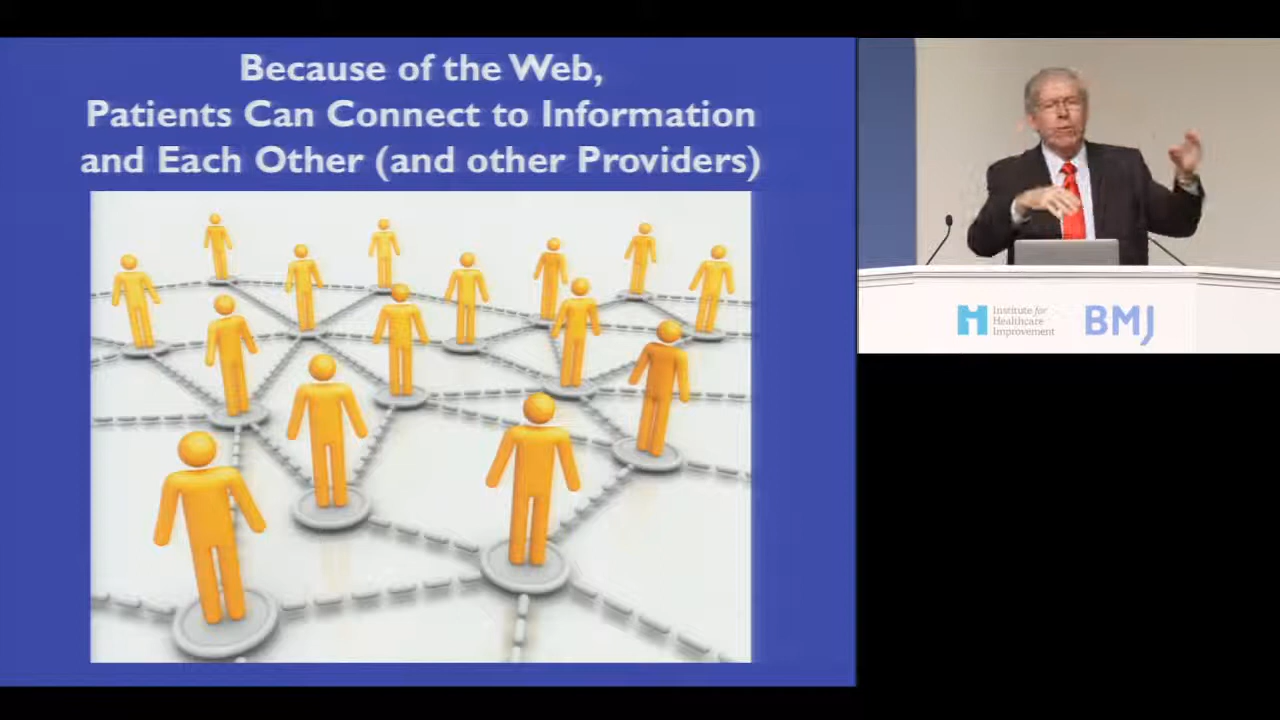 Because of the Web,
Patients Can Connect to Information
and Each Other (and other Providers)
Institute for
Healthcare
Improvement
BMJ